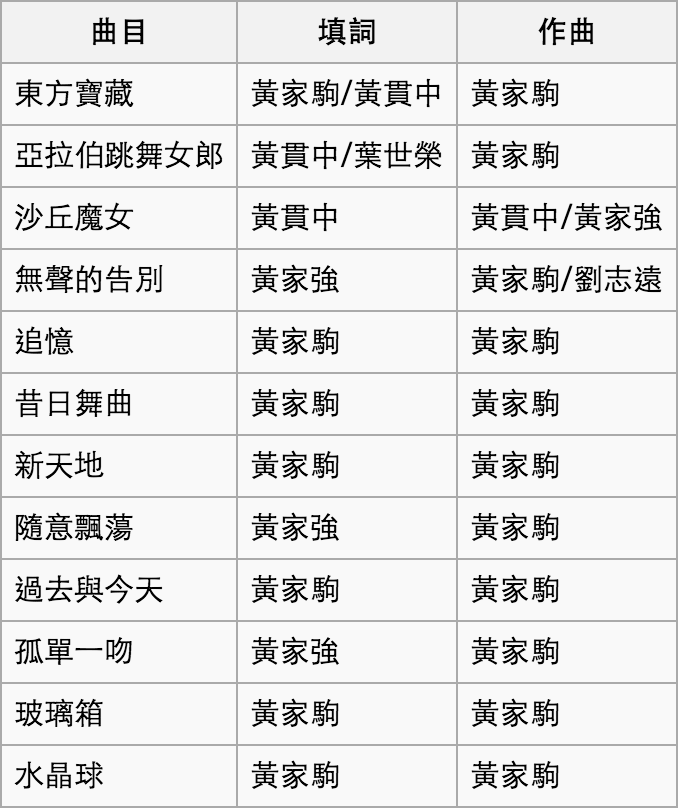 曲目 填詞 作曲
東方寶藏 黃家駒/黃貫中 黃家駒
亞拉伯跳舞女郎 黃貫中/葉世榮 黃家駒
沙丘魔女 黃貫中 黃貫中/黃家強
無聲的告別 黃家強 黃家駒/劉志遠
追憶 黃家駒 黃家駒
昔日舞曲 黃家駒 黃家駒
新天地 黃家駒 黃家駒
隨意飄蕩 黃家強 黃家駒
過去與今天 黃家駒 黃家駒
孤單一吻 黃家強 黃家駒
玻璃箱 黃家駒 黃家駒
水晶球 黃家駒 黃家駒